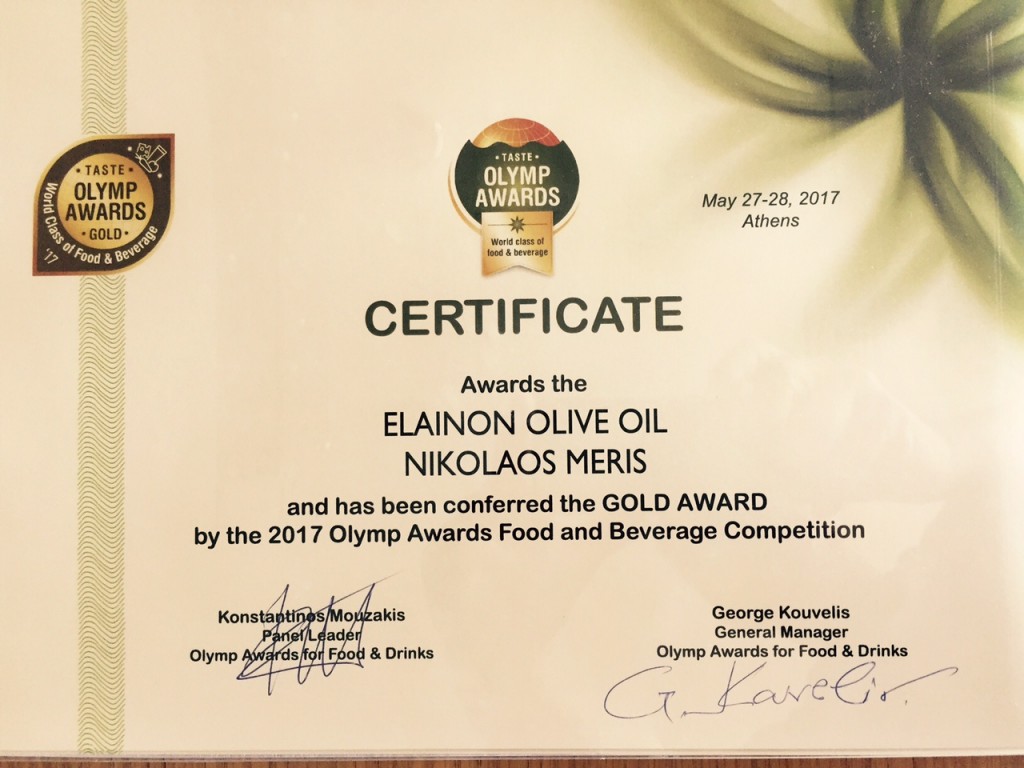 TASTE
OLYMP
AWARDS
GOLD
World Class of Food & Beverage
'17
TASTE
OLYMP
AWARDS
World class of
food & beverage
May 27-28, 2017
Athens
CERTIFICATE
Awards the
ELAINON OLIVE OIL
NIKOLAOS MERIS
and has been conferred the GOLD AWARD
by the 2017 Olymp Awards Food and Beverage Competition
Konstantinos Mouzakis
Panel Leader
Olymp Awards for Food & Drinks
George Kouvelis
General Manager
Olymp Awards for Food & Drinks